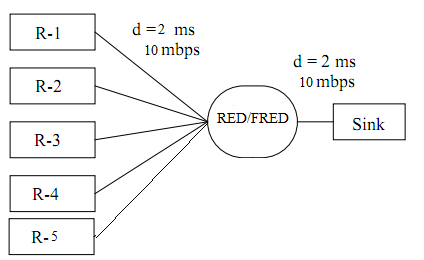 R-1
d =2 ms
10 mbps
R-2
d = 2 ms
10 mbps
R-3
RED/FRED
Sink
R-4
R-5